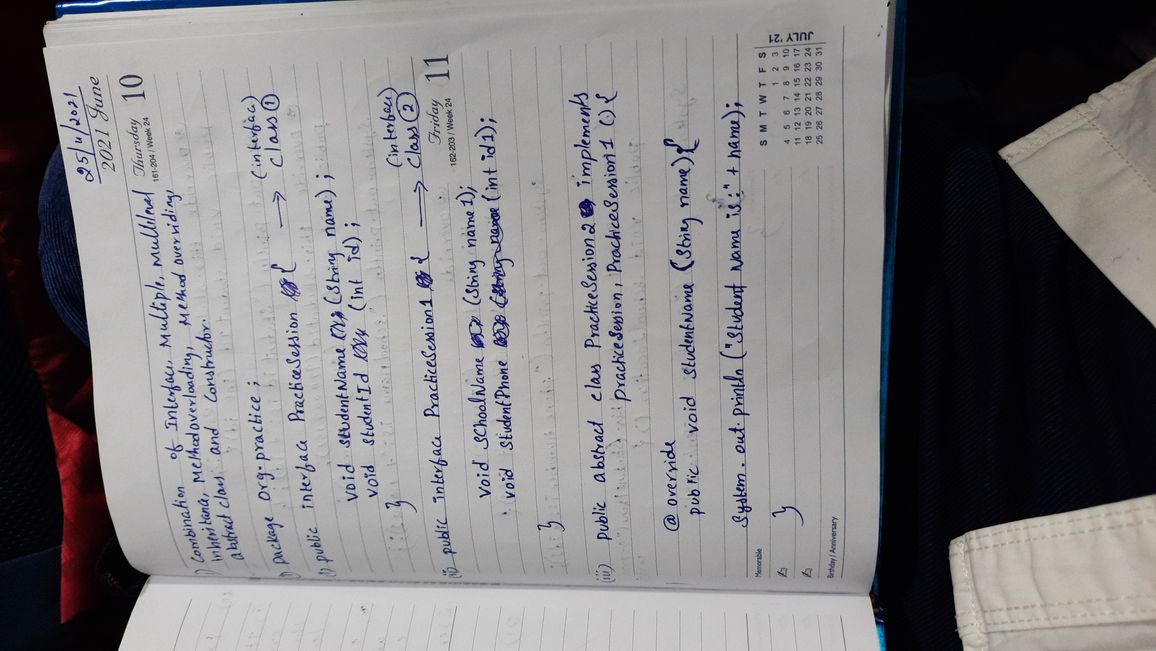 25/11/2021
2021 June
Thursday 10
161-204 / Week 24
Combination of Interface, Multiple, Multilevel
inheritance, Method overloading, Method overriding,
abstract class and Constructor.
package Org.practice ;
(i) public interface PracticeSession { → (interface) Class ①
void StudentName (String name) ;
void StudentId (int id) ;
}
(ii) public interface PracticeSession1 { → (interface) Class ②
Friday 11
162-203 / Week 24
void SChoolName (String name1);
void StudentPhone (int id1);
}
(iii) public abstract class PracticeSession2 implements
practiceSession, PracticeSession1 () {
@ override
public void StudentName (String name) {
System . out . println ("Student Name is:" + name);
}
Memorable
Birthday / Anniversary
S M T W T F S
1 2 3
4 5 6 7 8 9 10
11 12 13 14 15 16 17
18 19 20 21 22 23 24
25 26 27 28 29 30 31
JULY '21